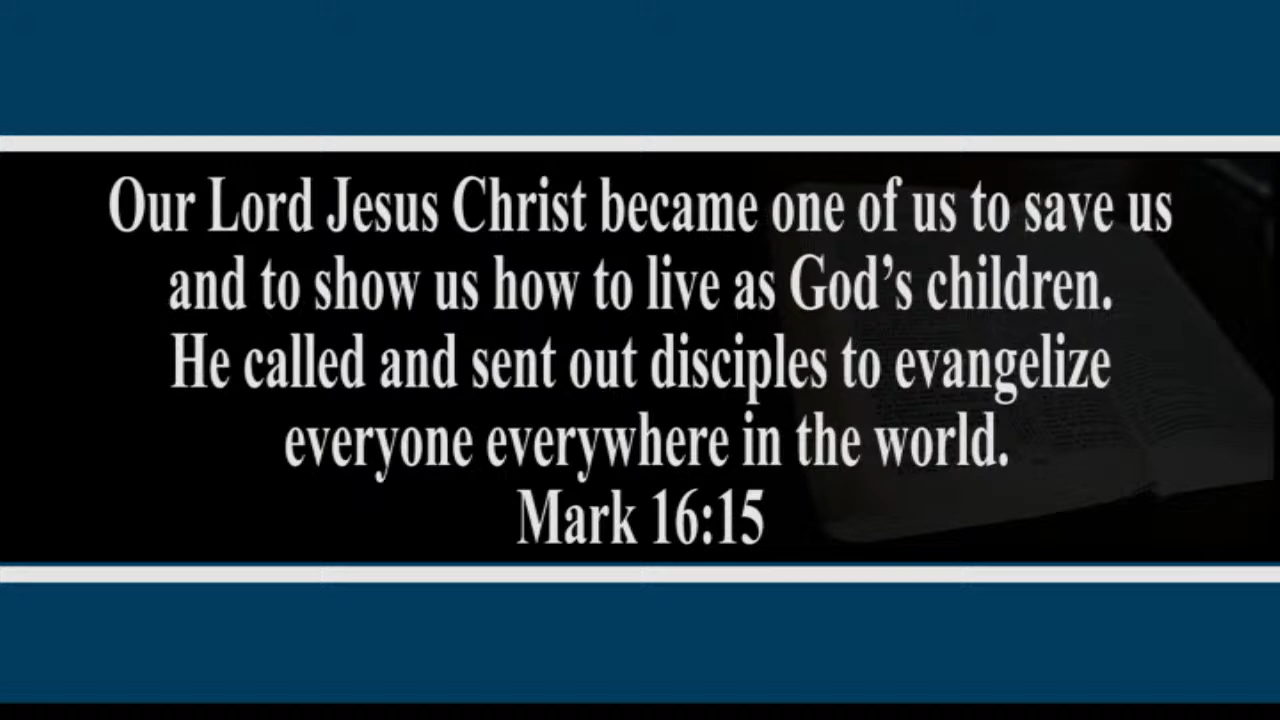 Our Lord Jesus Christ became one of us to save us
and to show us how to live as God’s children.
He called and sent out disciples to evangelize
everyone everywhere in the world.
Mark 16:15